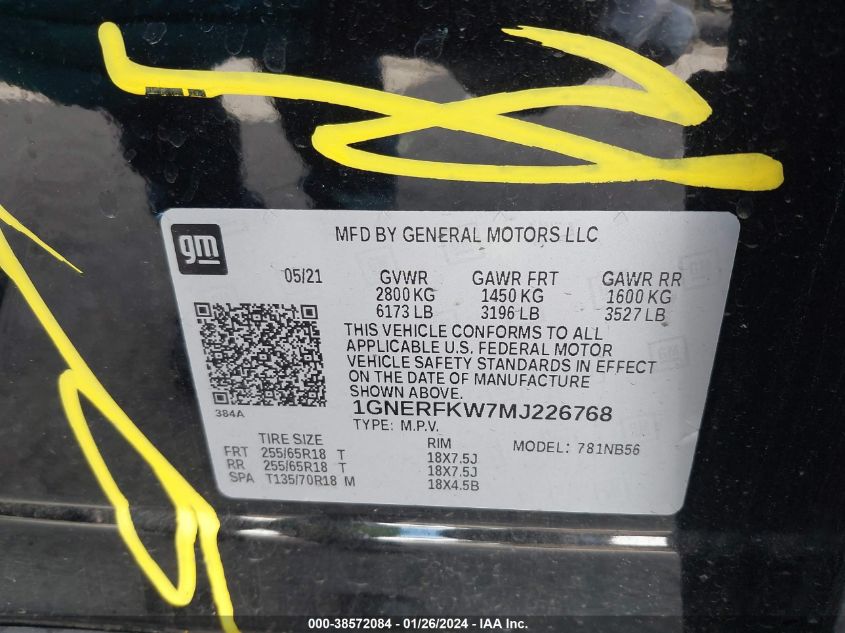 gm
MFD BY GENERAL MOTORS LLC
05/21 GVWR GAWR FRT GAWR RR
2800 KG 1450 KG 1600 KG
6173 LB 3196 LB 3527 LB
THIS VEHICLE CONFORMS TO ALL
APPLICABLE U.S. FEDERAL MOTOR
VEHICLE SAFETY STANDARDS IN EFFECT
ON THE DATE OF MANUFACTURE
SHOWN ABOVE.
384A
1GNERFKW7MJ226768
TYPE: M.P.V.
MODEL: 781NB56
TIRE SIZE RIM
FRT 255/65R18 T 18X7.5J
RR 255/65R18 T 18X7.5J
SPA T135/70R18 M 18X4.5B
000-38572084 / 01/26/2024 - IAA Inc.